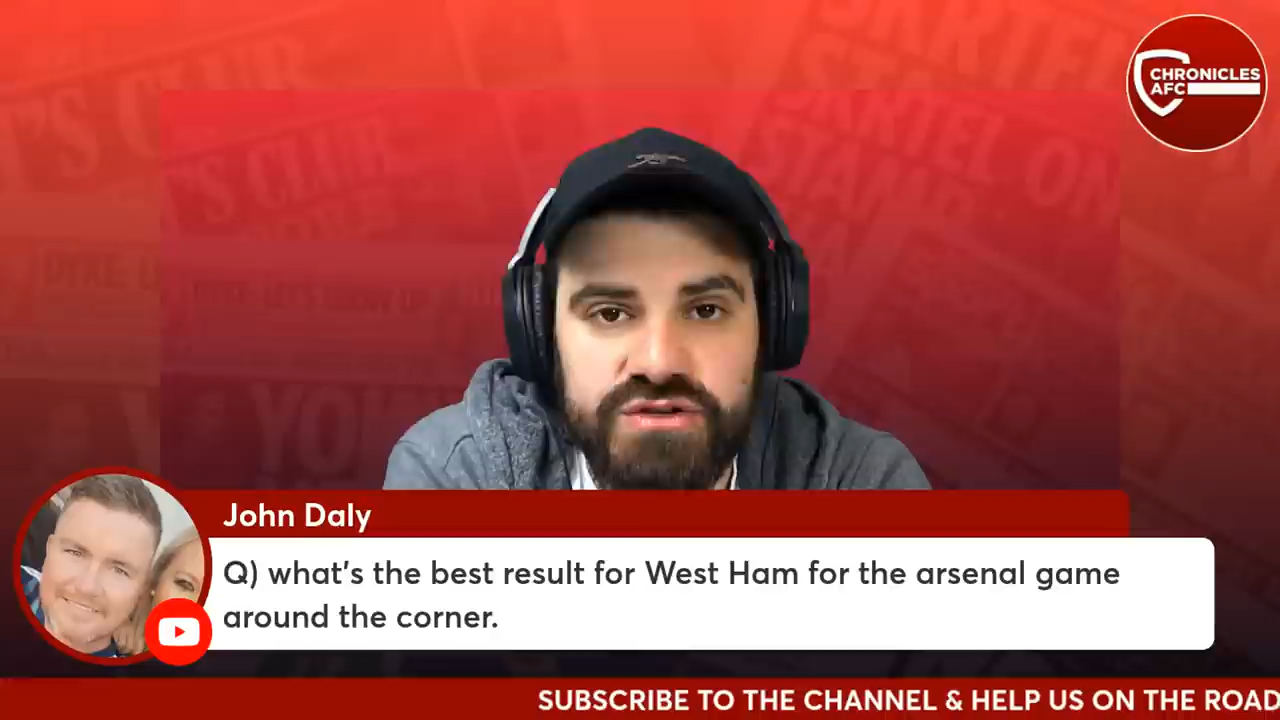 CHRONICLES
AFC
John Daly
Q) what's the best result for West Ham for the arsenal game
around the corner.
SUBSCRIBE TO THE CHANNEL & HELP US ON THE ROAD